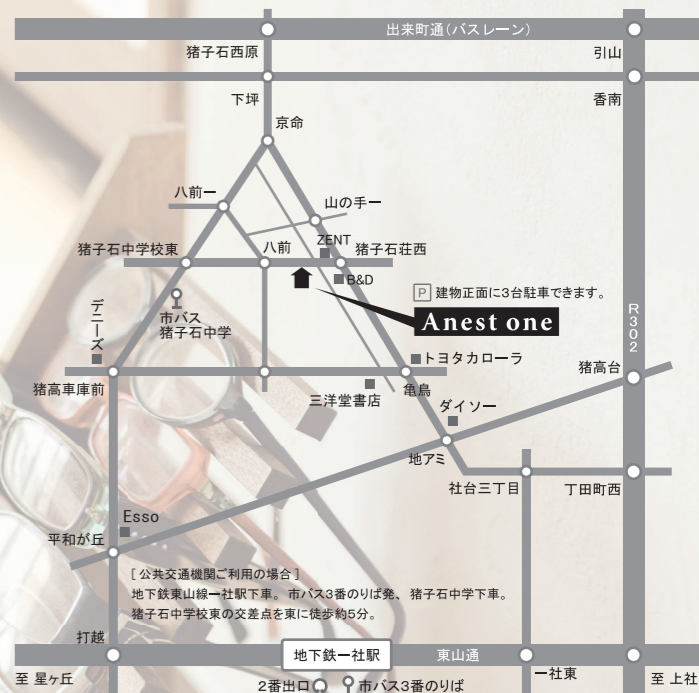 出来町通（バスレーン）
猪子石西原
引山
下坪
香南
京命
八前一
山の手一
ZENT
猪子石中学校東
八前
猪子石荘西
B&D
デニーズ
市バス
猪子石中学
P 建物正面に3台駐車できます。
Anest one
R302
トヨタカローラ
猪高台
猪高車庫前
三洋堂書店
亀鳥
ダイソー
地アミ
社台三丁目
丁田町西
Esso
平和が丘
［公共交通機関ご利用の場合］
地下鉄東山線一社駅下車。市バス3番のりば発、猪子石中学下車。
猪子石中学校東の交差点を東に徒歩約5分。
打越
地下鉄一社駅
東山通
至 星ヶ丘
2番出口
市バス3番のりば
一社東
至 上社